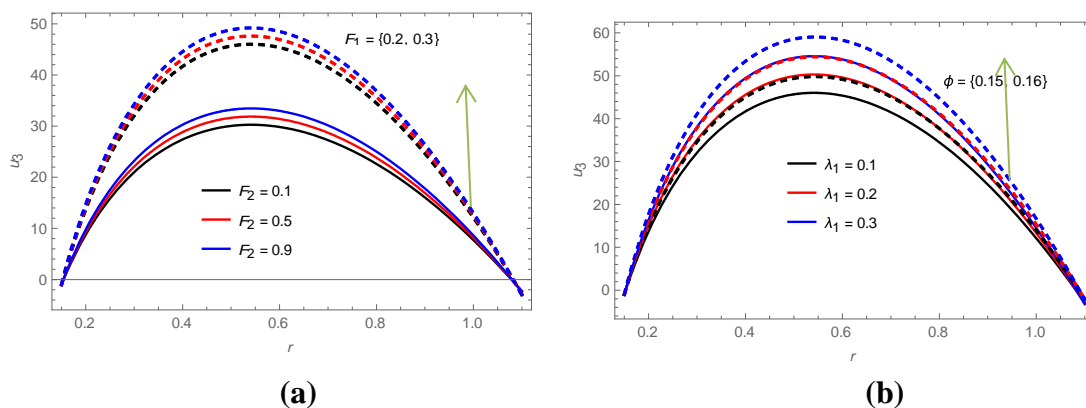 F₁ = {0.2, 0.3}
u₃
50
40
30
20
10
0
F₂ = 0.1
F₂ = 0.5
F₂ = 0.9
0.2 0.4 0.6 0.8 1.0
r
(a)
ϕ = {0.15, 0.16}
u₃
60
50
40
30
20
10
0
λ₁ = 0.1
λ₁ = 0.2
λ₁ = 0.3
0.2 0.4 0.6 0.8 1.0
r
(b)